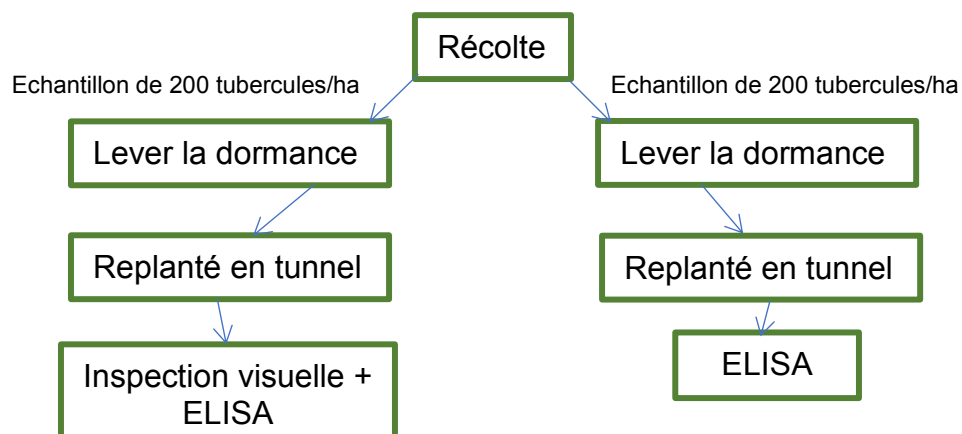 Récolte
Echantillon de 200 tubercules/ha
Echantillon de 200 tubercules/ha
Lever la dormance
Lever la dormance
Replanté en tunnel
Replanté en tunnel
Inspection visuelle +
ELISA
ELISA